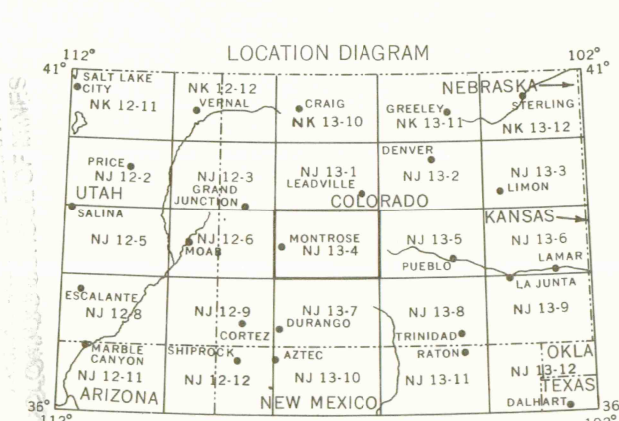 LOCATION DIAGRAM
112° 102°
41° 41°
SALT LAKE CITY
NK 12-11
NK 12-12
VERNAL
CRAIG
NK 13-10
GREELEY
NK 13-11
NEBRASKA
STERLING
NK 13-12
PRICE
NJ 12-2
UTAH
NJ 12-3
GRAND JUNCTION
NJ 13-1
LEADVILLE
COLORADO
DENVER
NJ 13-2
NJ 13-3
LIMON
SALINA
NJ 12-5
NJ 12-6
MOAB
MONTROSE
NJ 13-4
NJ 13-5
PUEBLO
KANSAS
NJ 13-6
LAMAR
LA JUNTA
ESCALANTE
NJ 12-8
NJ 12-9
CORTEZ
NJ 13-7
DURANGO
NJ 13-8
TRINIDAD
NJ 13-9
MARBLE CANYON
NJ 12-11
ARIZONA
SHIPROCK
NJ 12-12
AZTEC
NJ 13-10
NEW MEXICO
RATON
NJ 13-11
OKLA
NJ 13-12
TEXAS
DALHART
36° 36